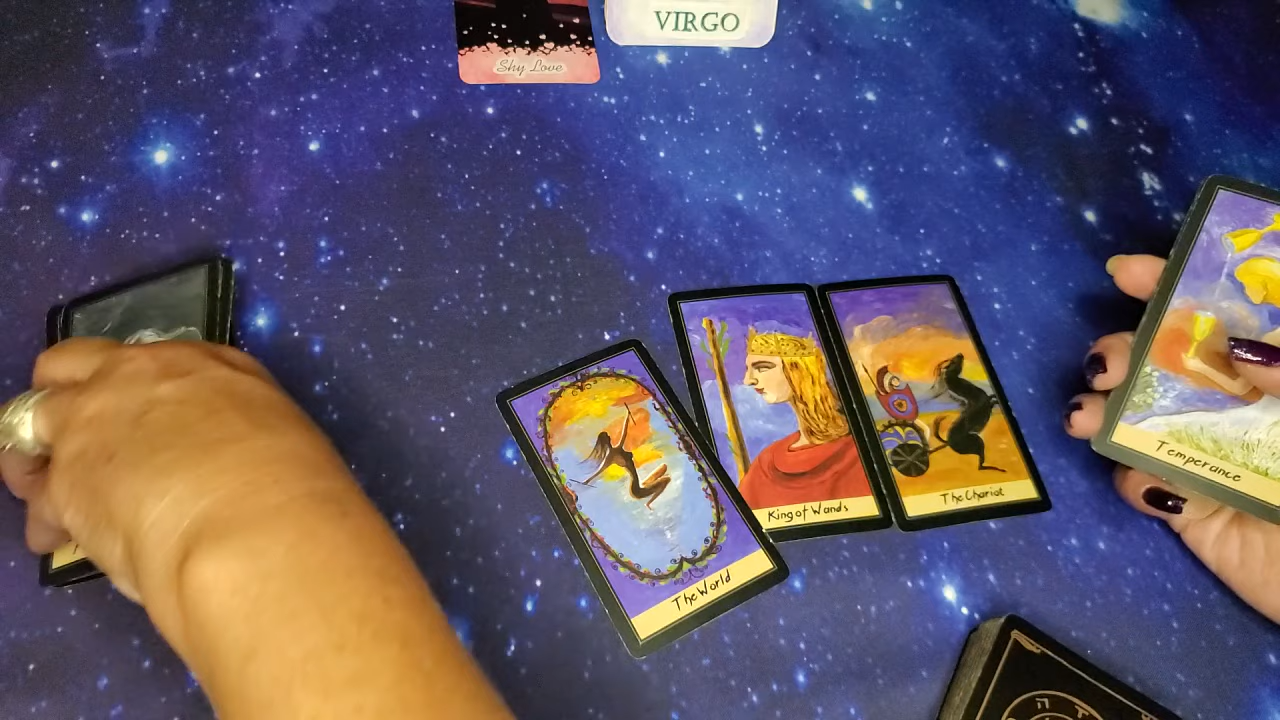 VIRGO
Shy Love
Temperance
King of Wands
The Chariot
The World